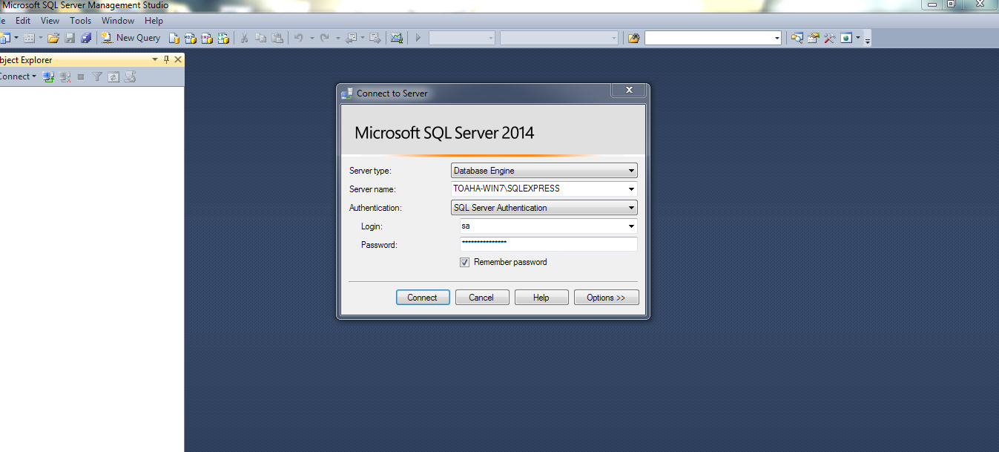 Microsoft SQL Server Management Studio
le Edit View Tools Window Help
New Query
bject Explorer
Connect
Connect to Server
Microsoft SQL Server 2014
Server type: Database Engine
Server name: TOAHA-WIN7\SQLEXPRESS
Authentication: SQL Server Authentication
Login: sa
Password: ***************
Remember password
Connect Cancel Help Options >>